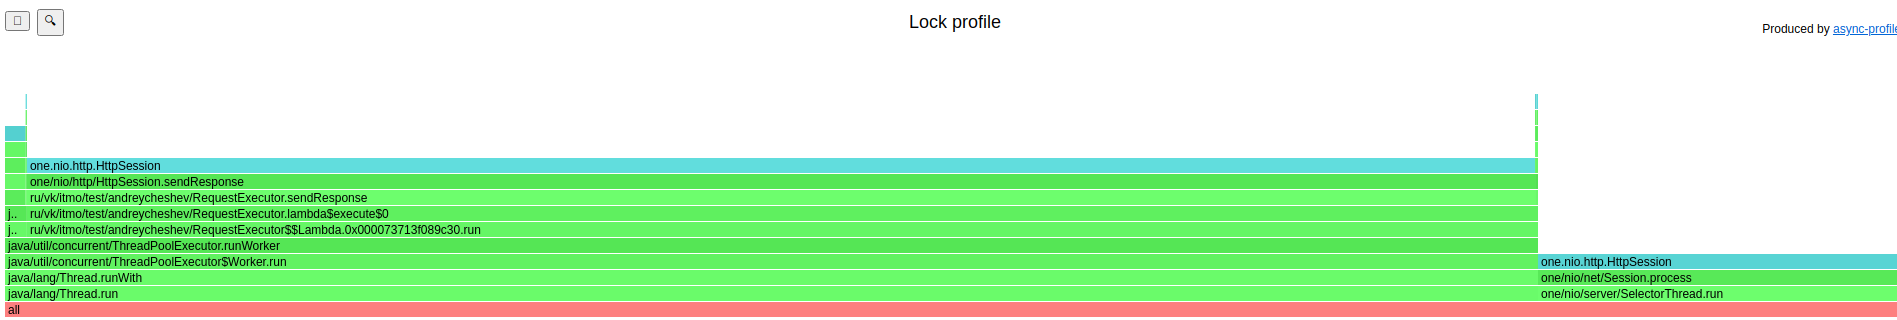 Lock profile
Produced by async-profile
one.nio.http.HttpSession
one/nio/http/HttpSession.sendResponse
ru/vk/itmo/test/andreycheshev/RequestExecutor.sendResponse
j.. ru/vk/itmo/test/andreycheshev/RequestExecutor.lambda$execute$0
j.. ru/vk/itmo/test/andreycheshev/RequestExecutor$$Lambda.0x000073713f089c30.run
java/util/concurrent/ThreadPoolExecutor.runWorker
java/util/concurrent/ThreadPoolExecutor$Worker.run one.nio.http.HttpSession
java/lang/Thread.runWith one/nio/net/Session.process
java/lang/Thread.run one/nio/server/SelectorThread.run
all